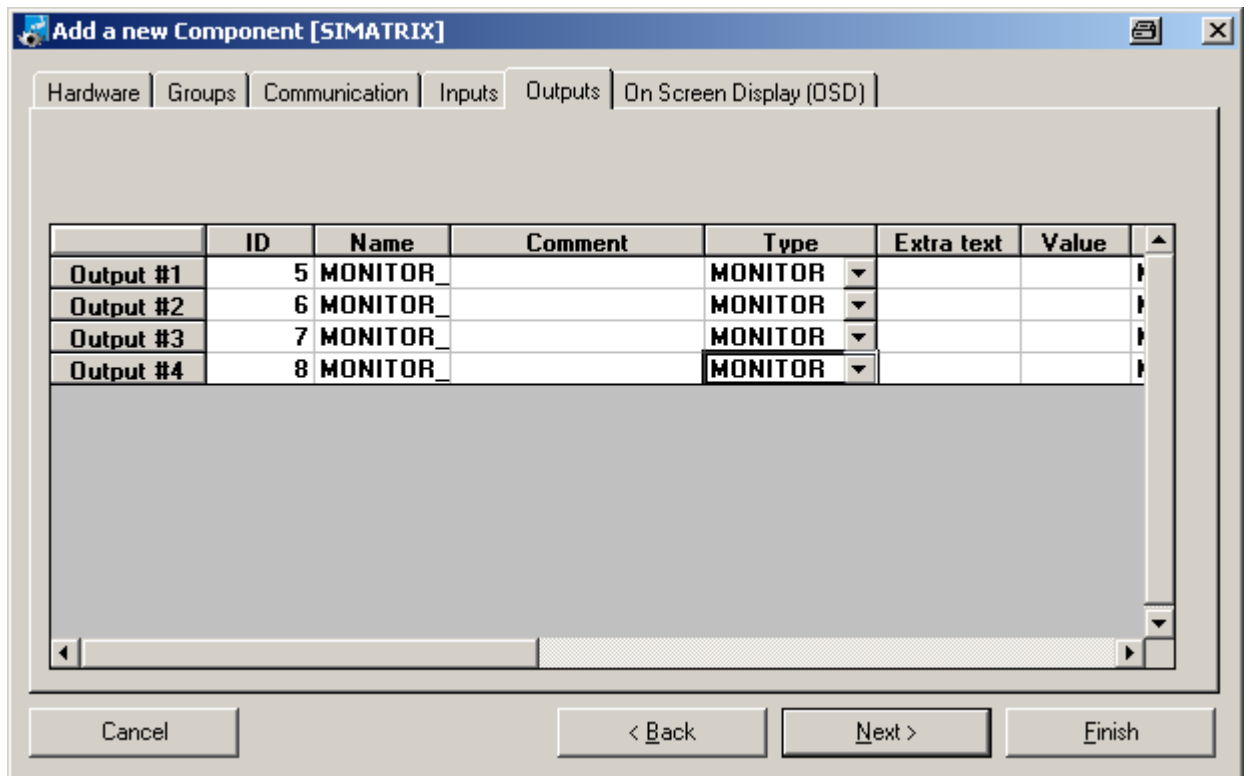 Add a new Component [SIMATRIX]
Hardware Groups Communication Inputs Outputs On Screen Display (OSD)
ID Name Comment Type Extra text Value
Output #1 5 MONITOR_ MONITOR
Output #2 6 MONITOR_ MONITOR
Output #3 7 MONITOR_ MONITOR
Output #4 8 MONITOR_ MONITOR
Cancel < Back Next > Finish